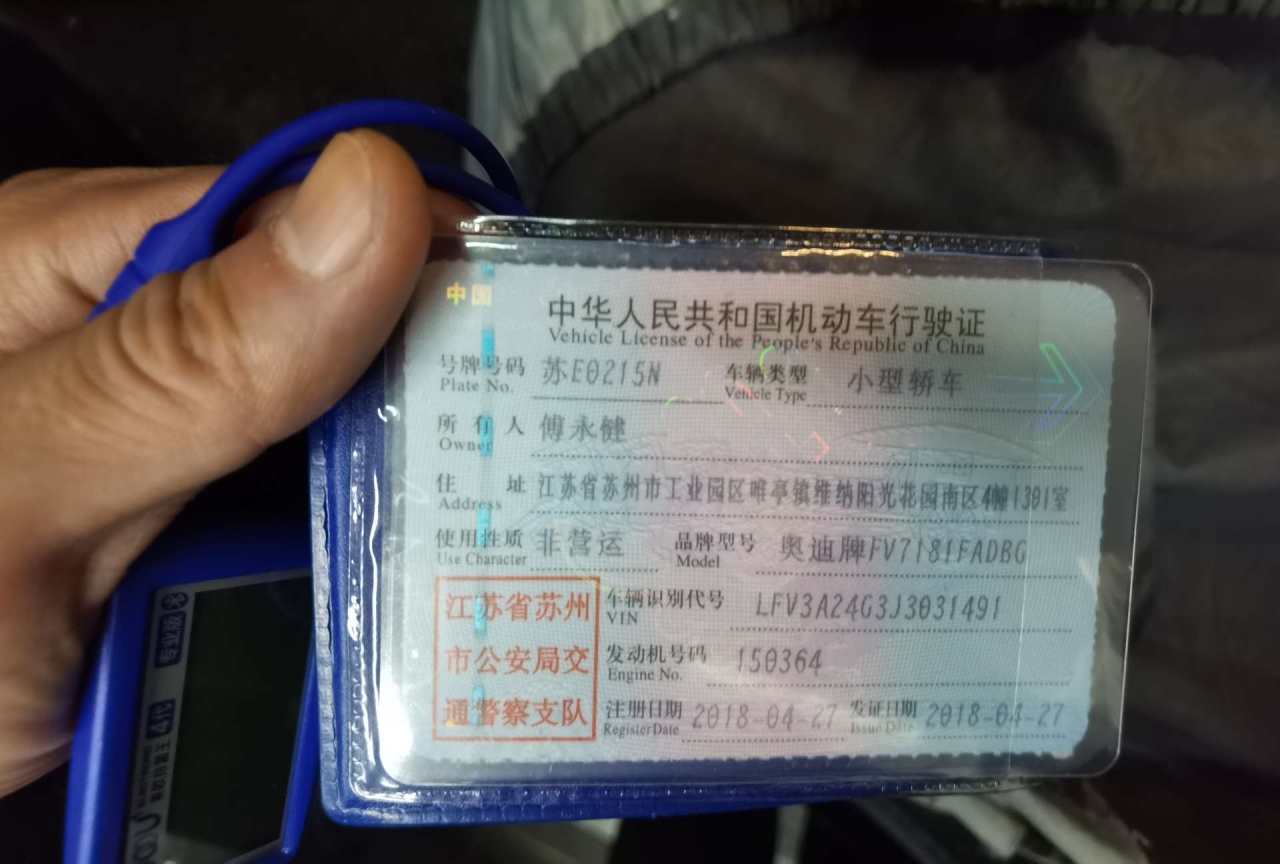 中国
中华人民共和国机动车行驶证
Vehicle License of the People's Republic of China
号牌号码 苏E0215N 车辆类型 小型轿车
Plate No. Vehicle Type
所有人 傅永健
Owner
住址 江苏省苏州市工业园区唯亭镇维纳阳光花园南区4幢1301室
Address
使用性质 非营运 品牌型号 奥迪牌FV7181FADBG
Use Character Model
江苏省苏州 车辆识别代号 LFV3A24G3J3031491
VIN
市公安局交 发动机号码 150364
Engine No.
通警察支队 注册日期 2018-04-27 发证日期 2018-04-27
Register Date Issue Date
专业版
4代